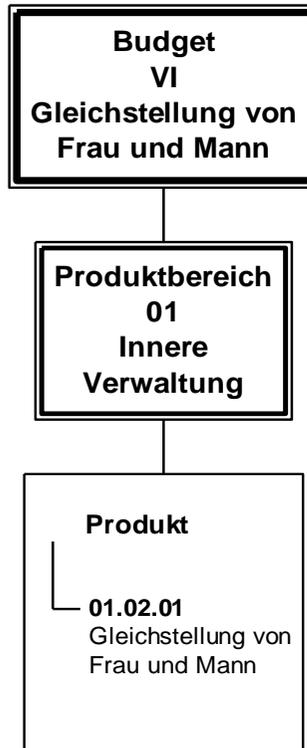 Budget
VI
Gleichstellung von
Frau und Mann
Produktbereich
01
Innere
Verwaltung
Produkt
01.02.01
Gleichstellung von
Frau und Mann